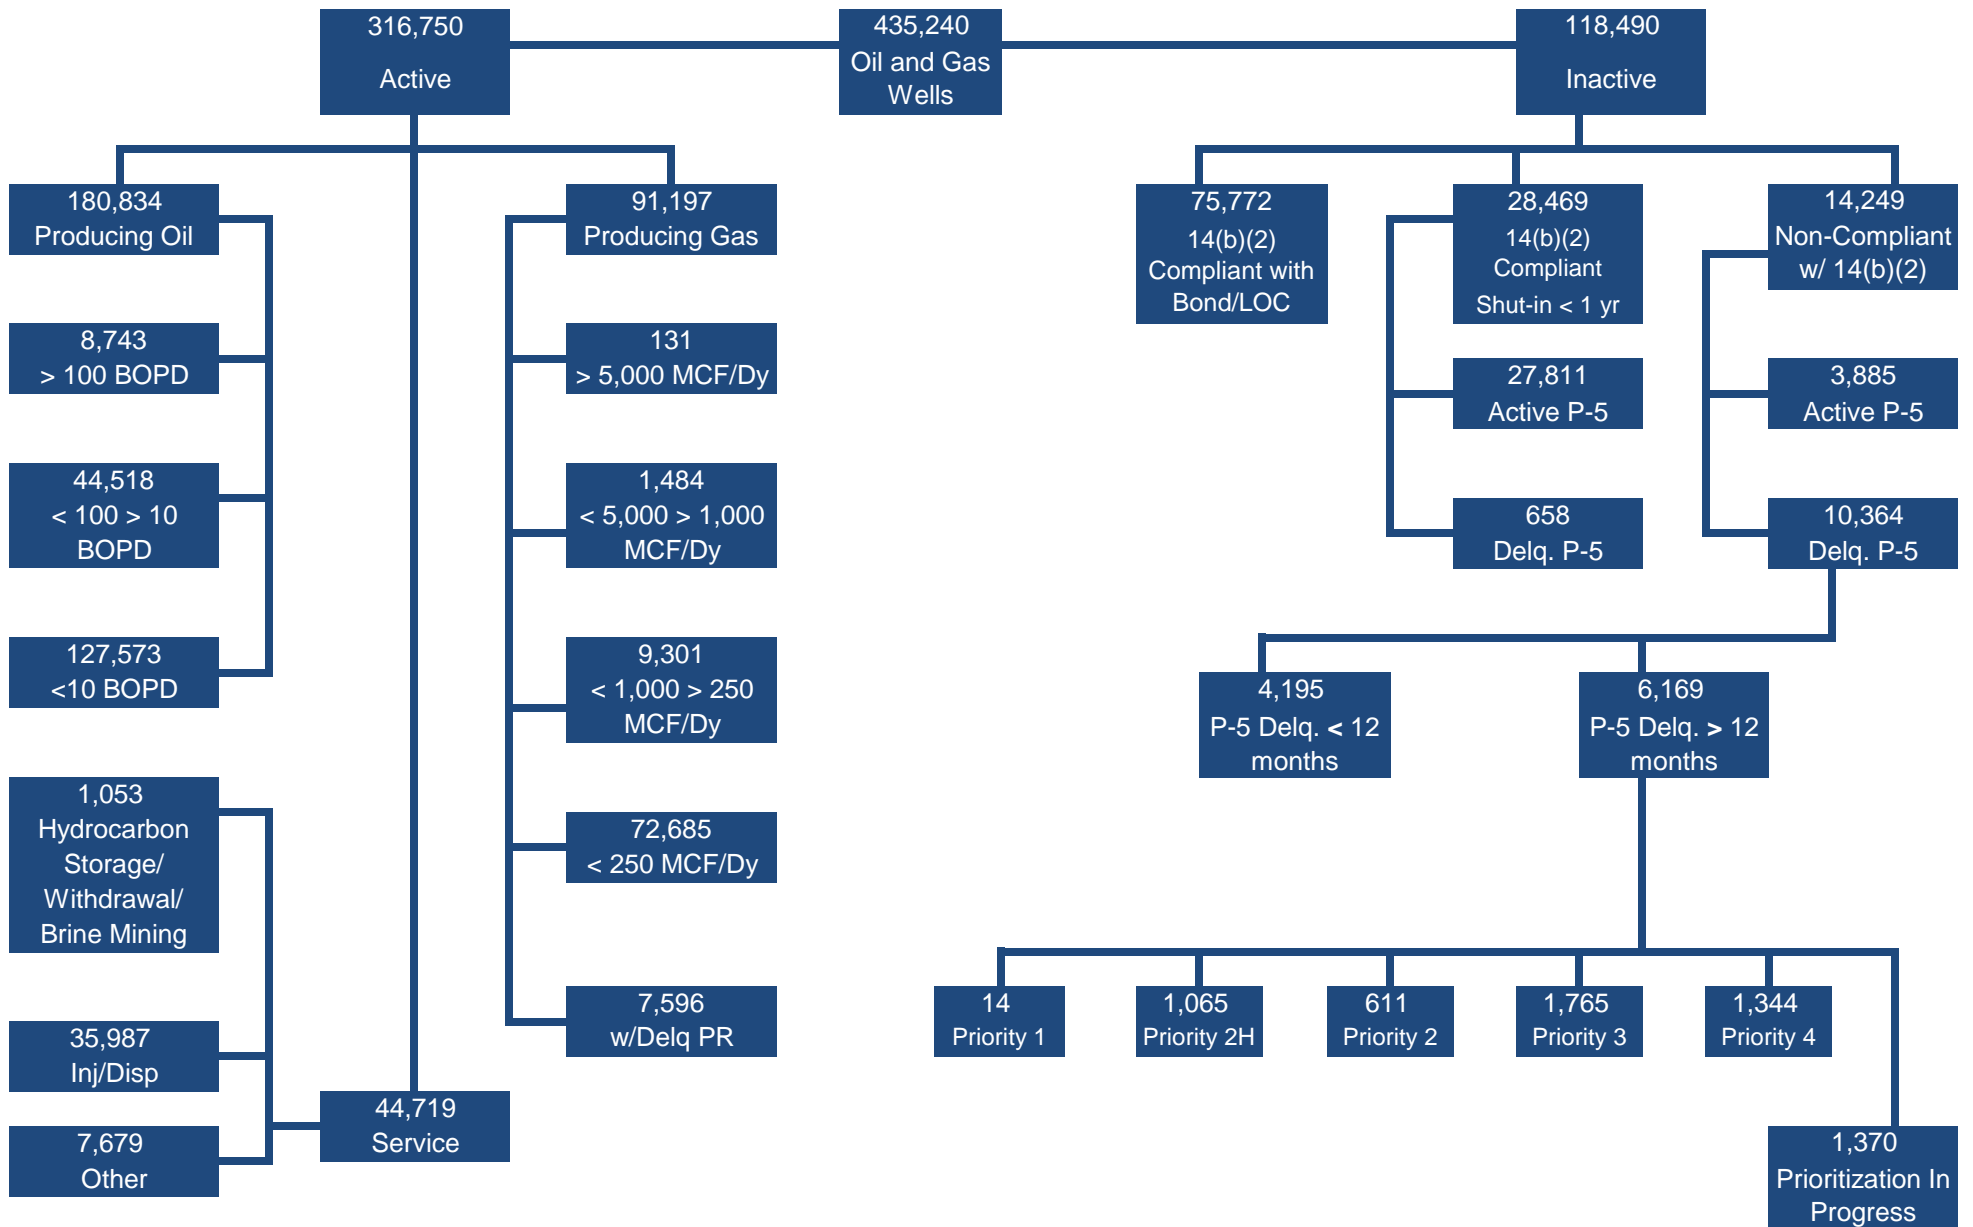 316,750
Active
435,240
Oil and Gas
Wells
118,490
Inactive
180,834
Producing Oil
8,743
> 100 BOPD
44,518
< 100 > 10
BOPD
127,573
<10 BOPD
91,197
Producing Gas
131
> 5,000 MCF/Dy
1,484
< 5,000 > 1,000
MCF/Dy
9,301
< 1,000 > 250
MCF/Dy
72,685
< 250 MCF/Dy
7,596
w/Delq PR
1,053
Hydrocarbon
Storage/
Withdrawal/
Brine Mining
35,987
Inj/Disp
7,679
Other
44,719
Service
75,772
14(b)(2)
Compliant with
Bond/LOC
28,469
14(b)(2)
Compliant
Shut-in < 1 yr
27,811
Active P-5
658
Delq. P-5
14,249
Non-Compliant
w/ 14(b)(2)
3,885
Active P-5
10,364
Delq. P-5
4,195
P-5 Delq. < 12
months
6,169
P-5 Delq. > 12
months
14
Priority 1
1,065
Priority 2H
611
Priority 2
1,765
Priority 3
1,344
Priority 4
1,370
Prioritization In
Progress